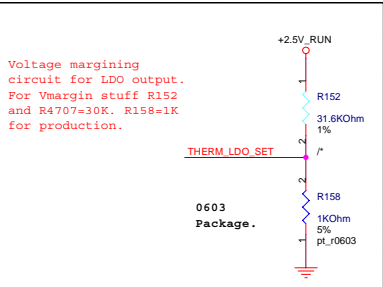 +2.5V_RUN
Voltage margining
circuit for LDO output.
For Vmargin stuff R152
and R4707=30K. R158=1K
for production.
1
R152
31.6KOhm
1%
2
/*
THERM_LDO_SET
2
R158
0603
Package.
1KOhm
5%
1
pt_r0603